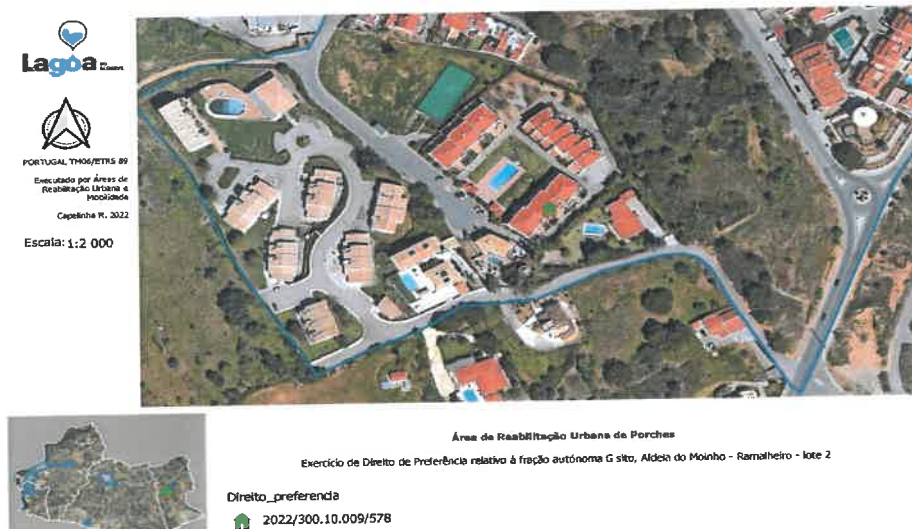 Lagoa
PORTUGAL TM06/ETRS 89
Executado por Áreas de
Reabilitação Urbana e
Mobilidade
Capelinha R. 2022
Escala: 1:2 000
Área de Reabilitação Urbana de Porches
Exercício de Direito de Preferência relativo à fração autónoma G sito, Aldeia do Moinho - Ramalheiro - lote 2
Direito_preferencia
2022/300.10.009/578